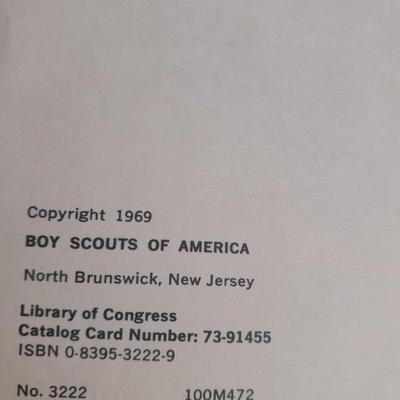 Copyright 1969
BOY SCOUTS OF AMERICA
North Brunswick, New Jersey
Library of Congress
Catalog Card Number: 73-91455
ISBN 0-8395-3222-9
No. 3222 100M472